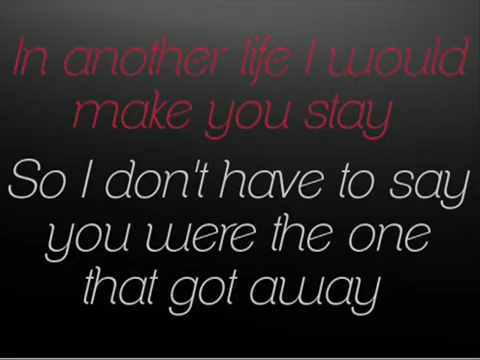 In another life I would
make you stay
So I don't have to say
you were the one
that got away